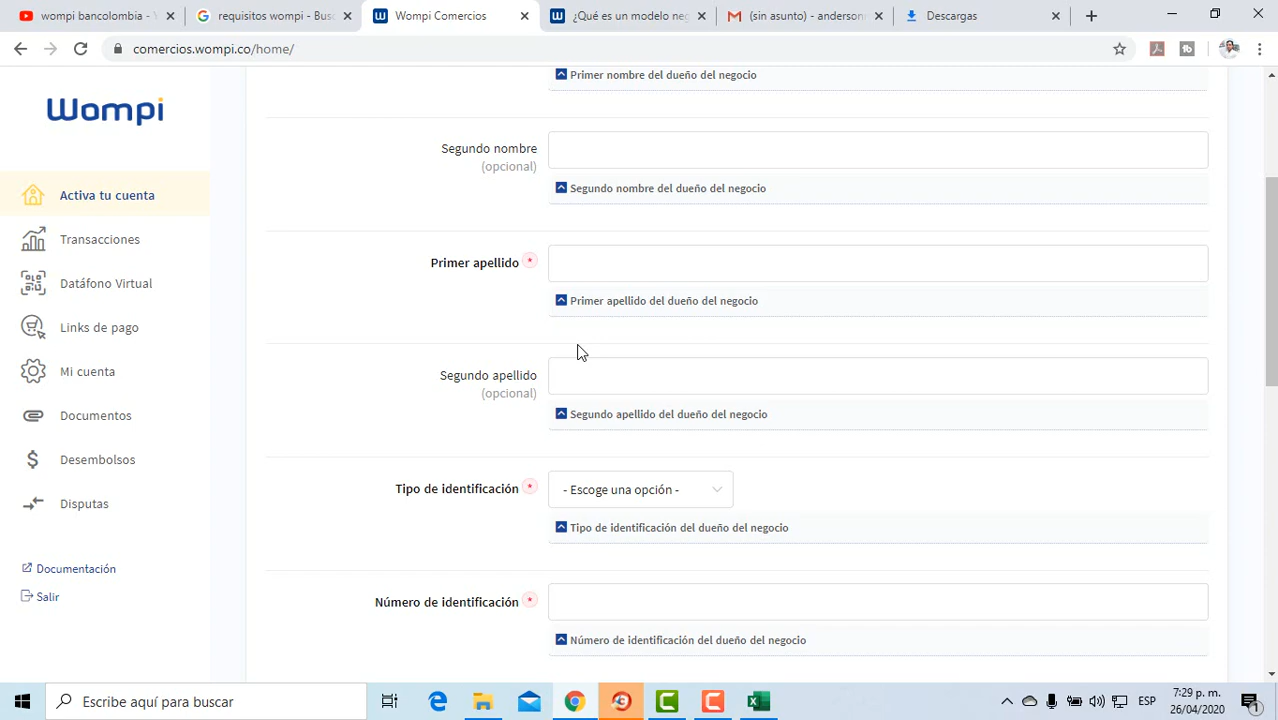 wompi bancolombia - Y
requisitos wompi - Bus
Wompi Comercios
¿Qué es un modelo neg
(sin asunto) - anderson
Descargas
comercios.wompi.co/home/
Wompi
Activa tu cuenta
Transacciones
Datáfono Virtual
Links de pago
Mi cuenta
Documentos
Desembolsos
Disputas
Documentación
Salir
Primer nombre del dueño del negocio
Segundo nombre
(opcional)
Segundo nombre del dueño del negocio
Primer apellido *
Primer apellido del dueño del negocio
Segundo apellido
(opcional)
Segundo apellido del dueño del negocio
Tipo de identificación *
- Escoge una opción -
Tipo de identificación del dueño del negocio
Número de identificación *
Número de identificación del dueño del negocio
Escribe aquí para buscar
ESP
7:29 p. m.
26/04/2020